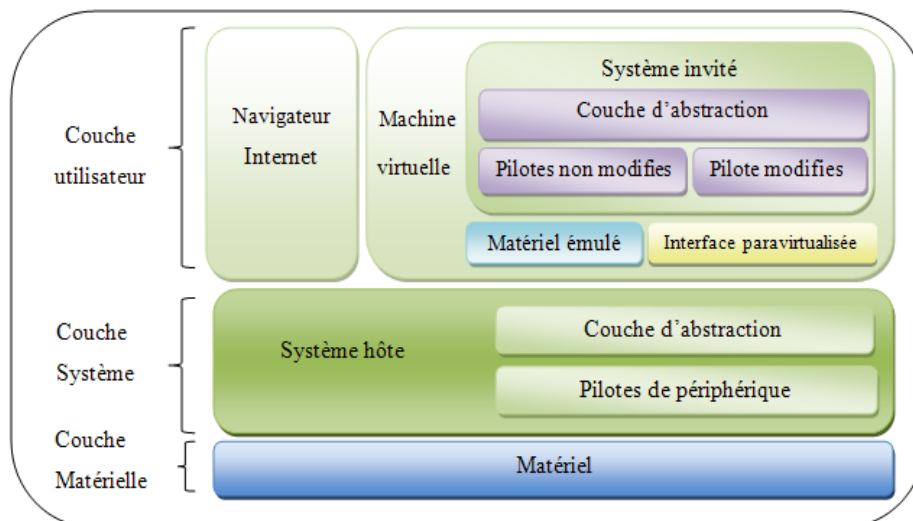 Couche
utilisateur
Navigateur
Internet
Machine
virtuelle
Système invité
Couche d'abstraction
Pilotes non modifies
Pilote modifies
Matériel émulé
Interface paravirtualisée
Couche
Système
Système hôte
Couche d'abstraction
Pilotes de périphérique
Couche
Matérielle
Matériel